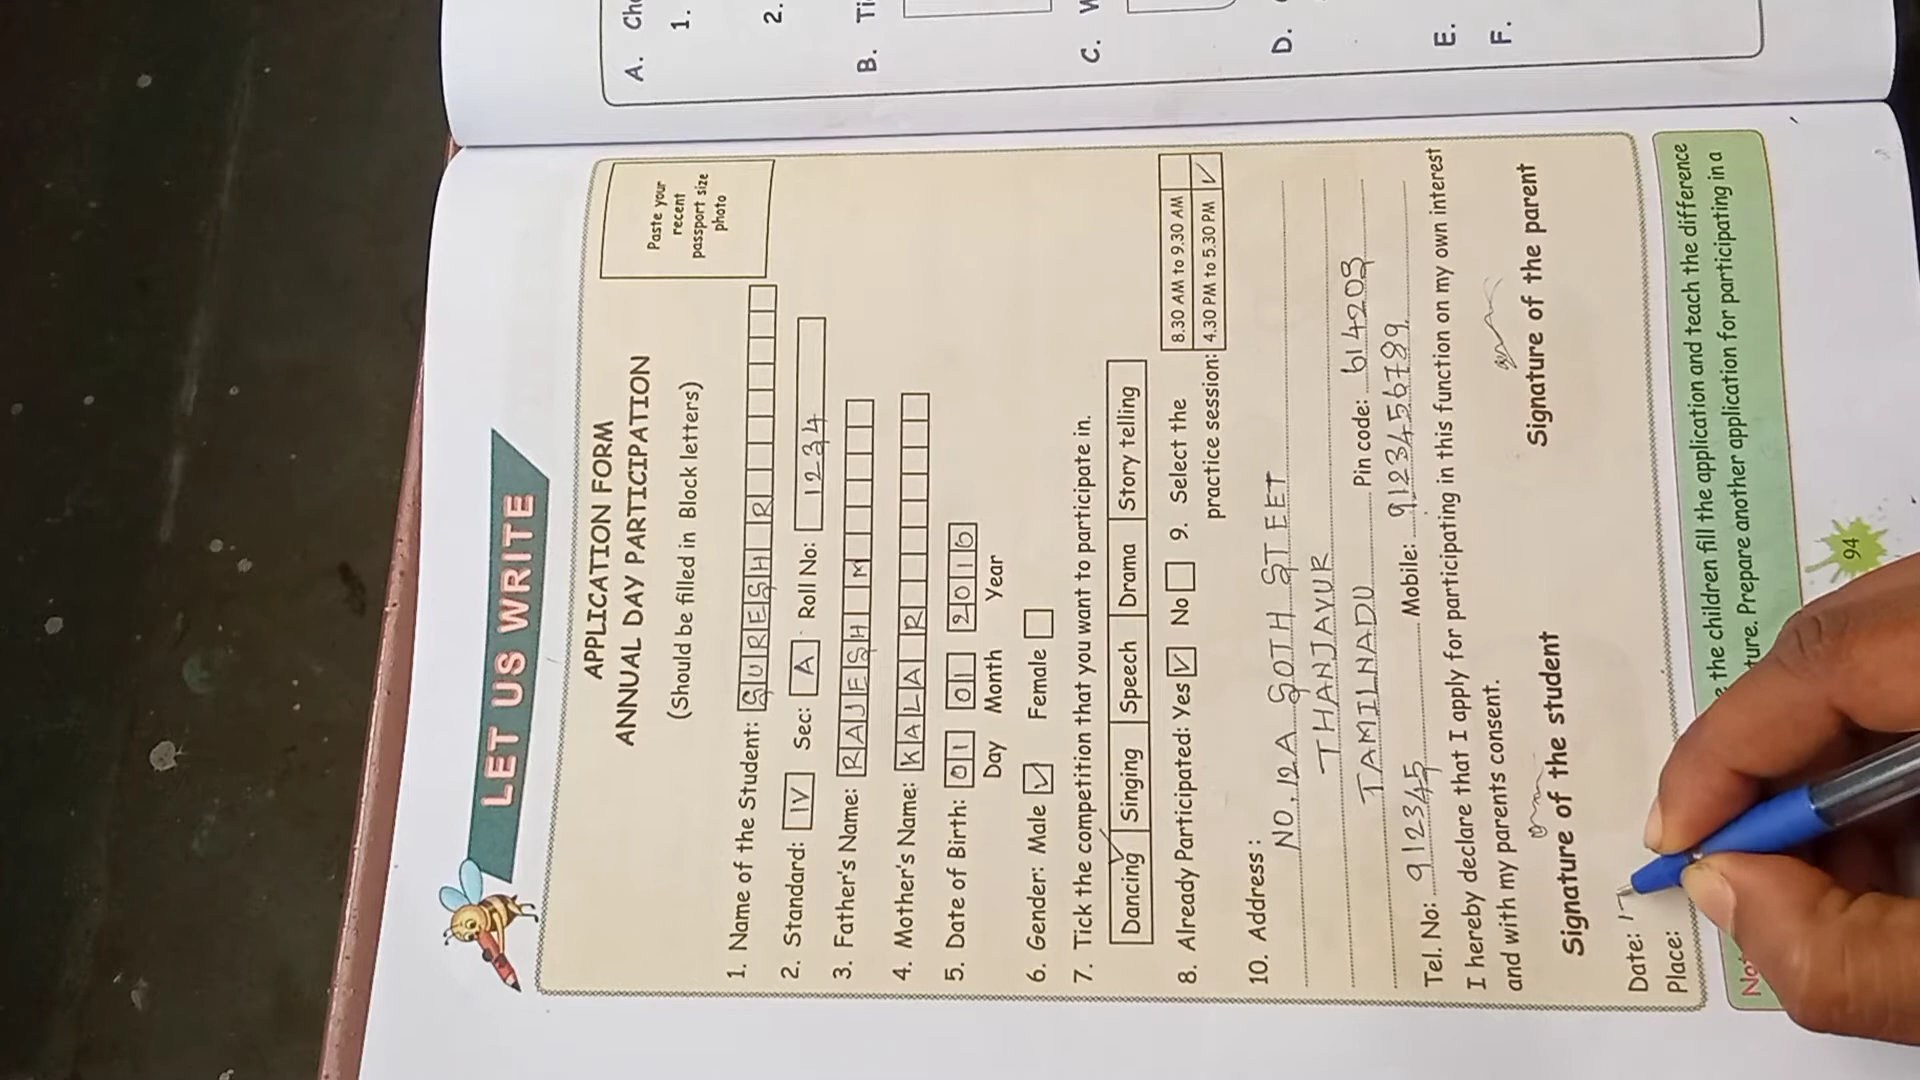 LET US WRITE
APPLICATION FORM
ANNUAL DAY PARTICIPATION
(Should be filled in Block letters)
Paste your
recent
passport size
photo
1. Name of the Student: SURESH R
2. Standard: IV Sec: A Roll No: 1234
3. Father's Name: RAJESH M
4. Mother's Name: KALA R
5. Date of Birth: 01 01 2010
Day Month Year
6. Gender: Male ✓ Female
7. Tick the competition that you want to participate in.
Dancing ✓ Singing Speech Drama Story telling
8. Already Participated: Yes ✓ No 9. Select the
practice session:
8.30 AM to 9.30 AM
4.30 PM to 5.30 PM ✓
10. Address:
NO. 12A SOTH STEET
THANJAVUR
TAMILNADU Pin code: 614203
Tel. No: 912345 Mobile: 9123456789
I hereby declare that I apply for participating in this function on my own interest
and with my parents consent.
Signature of the student Signature of the parent
Date: 17
Place:
the children fill the application and teach the difference
ture. Prepare another application for participating in a
94
A.
1.
2.
B.
C.
D.
E.
F.